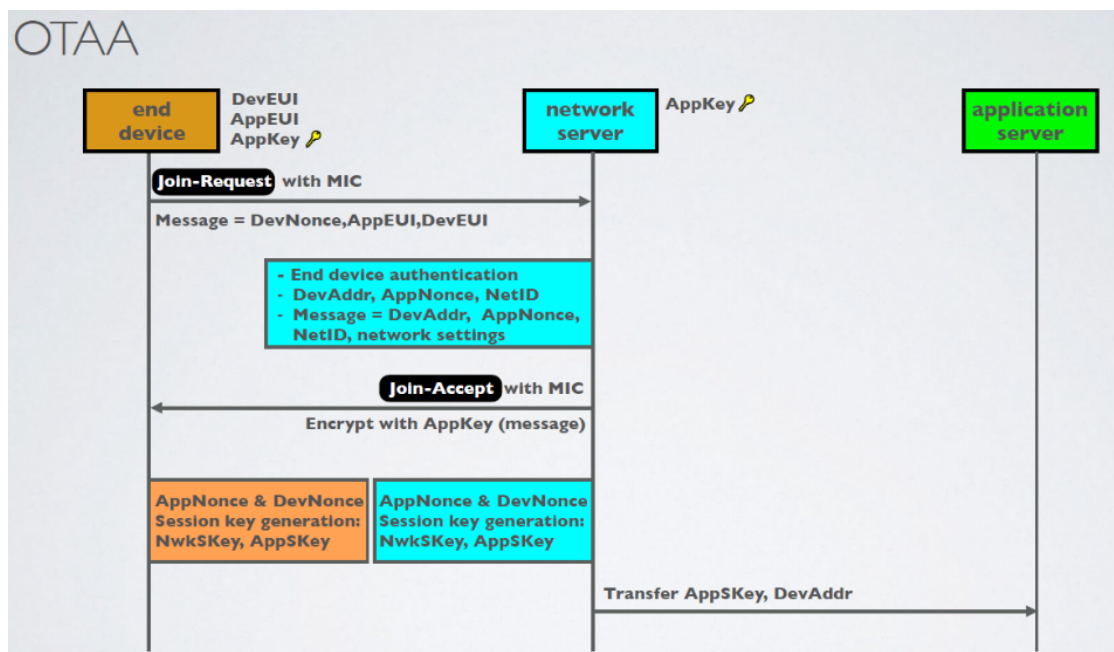 OTAA
end
device
DevEUI
AppEUI
AppKey
network
server
AppKey
application
server
Join-Request with MIC
Message = DevNonce,AppEUI,DevEUI
- End device authentication
- DevAddr, AppNonce, NetID
- Message = DevAddr, AppNonce,
NetID, network settings
Join-Accept with MIC
Encrypt with AppKey (message)
AppNonce & DevNonce
Session key generation:
NwkSKey, AppSKey
AppNonce & DevNonce
Session key generation:
NwkSKey, AppSKey
Transfer AppSKey, DevAddr